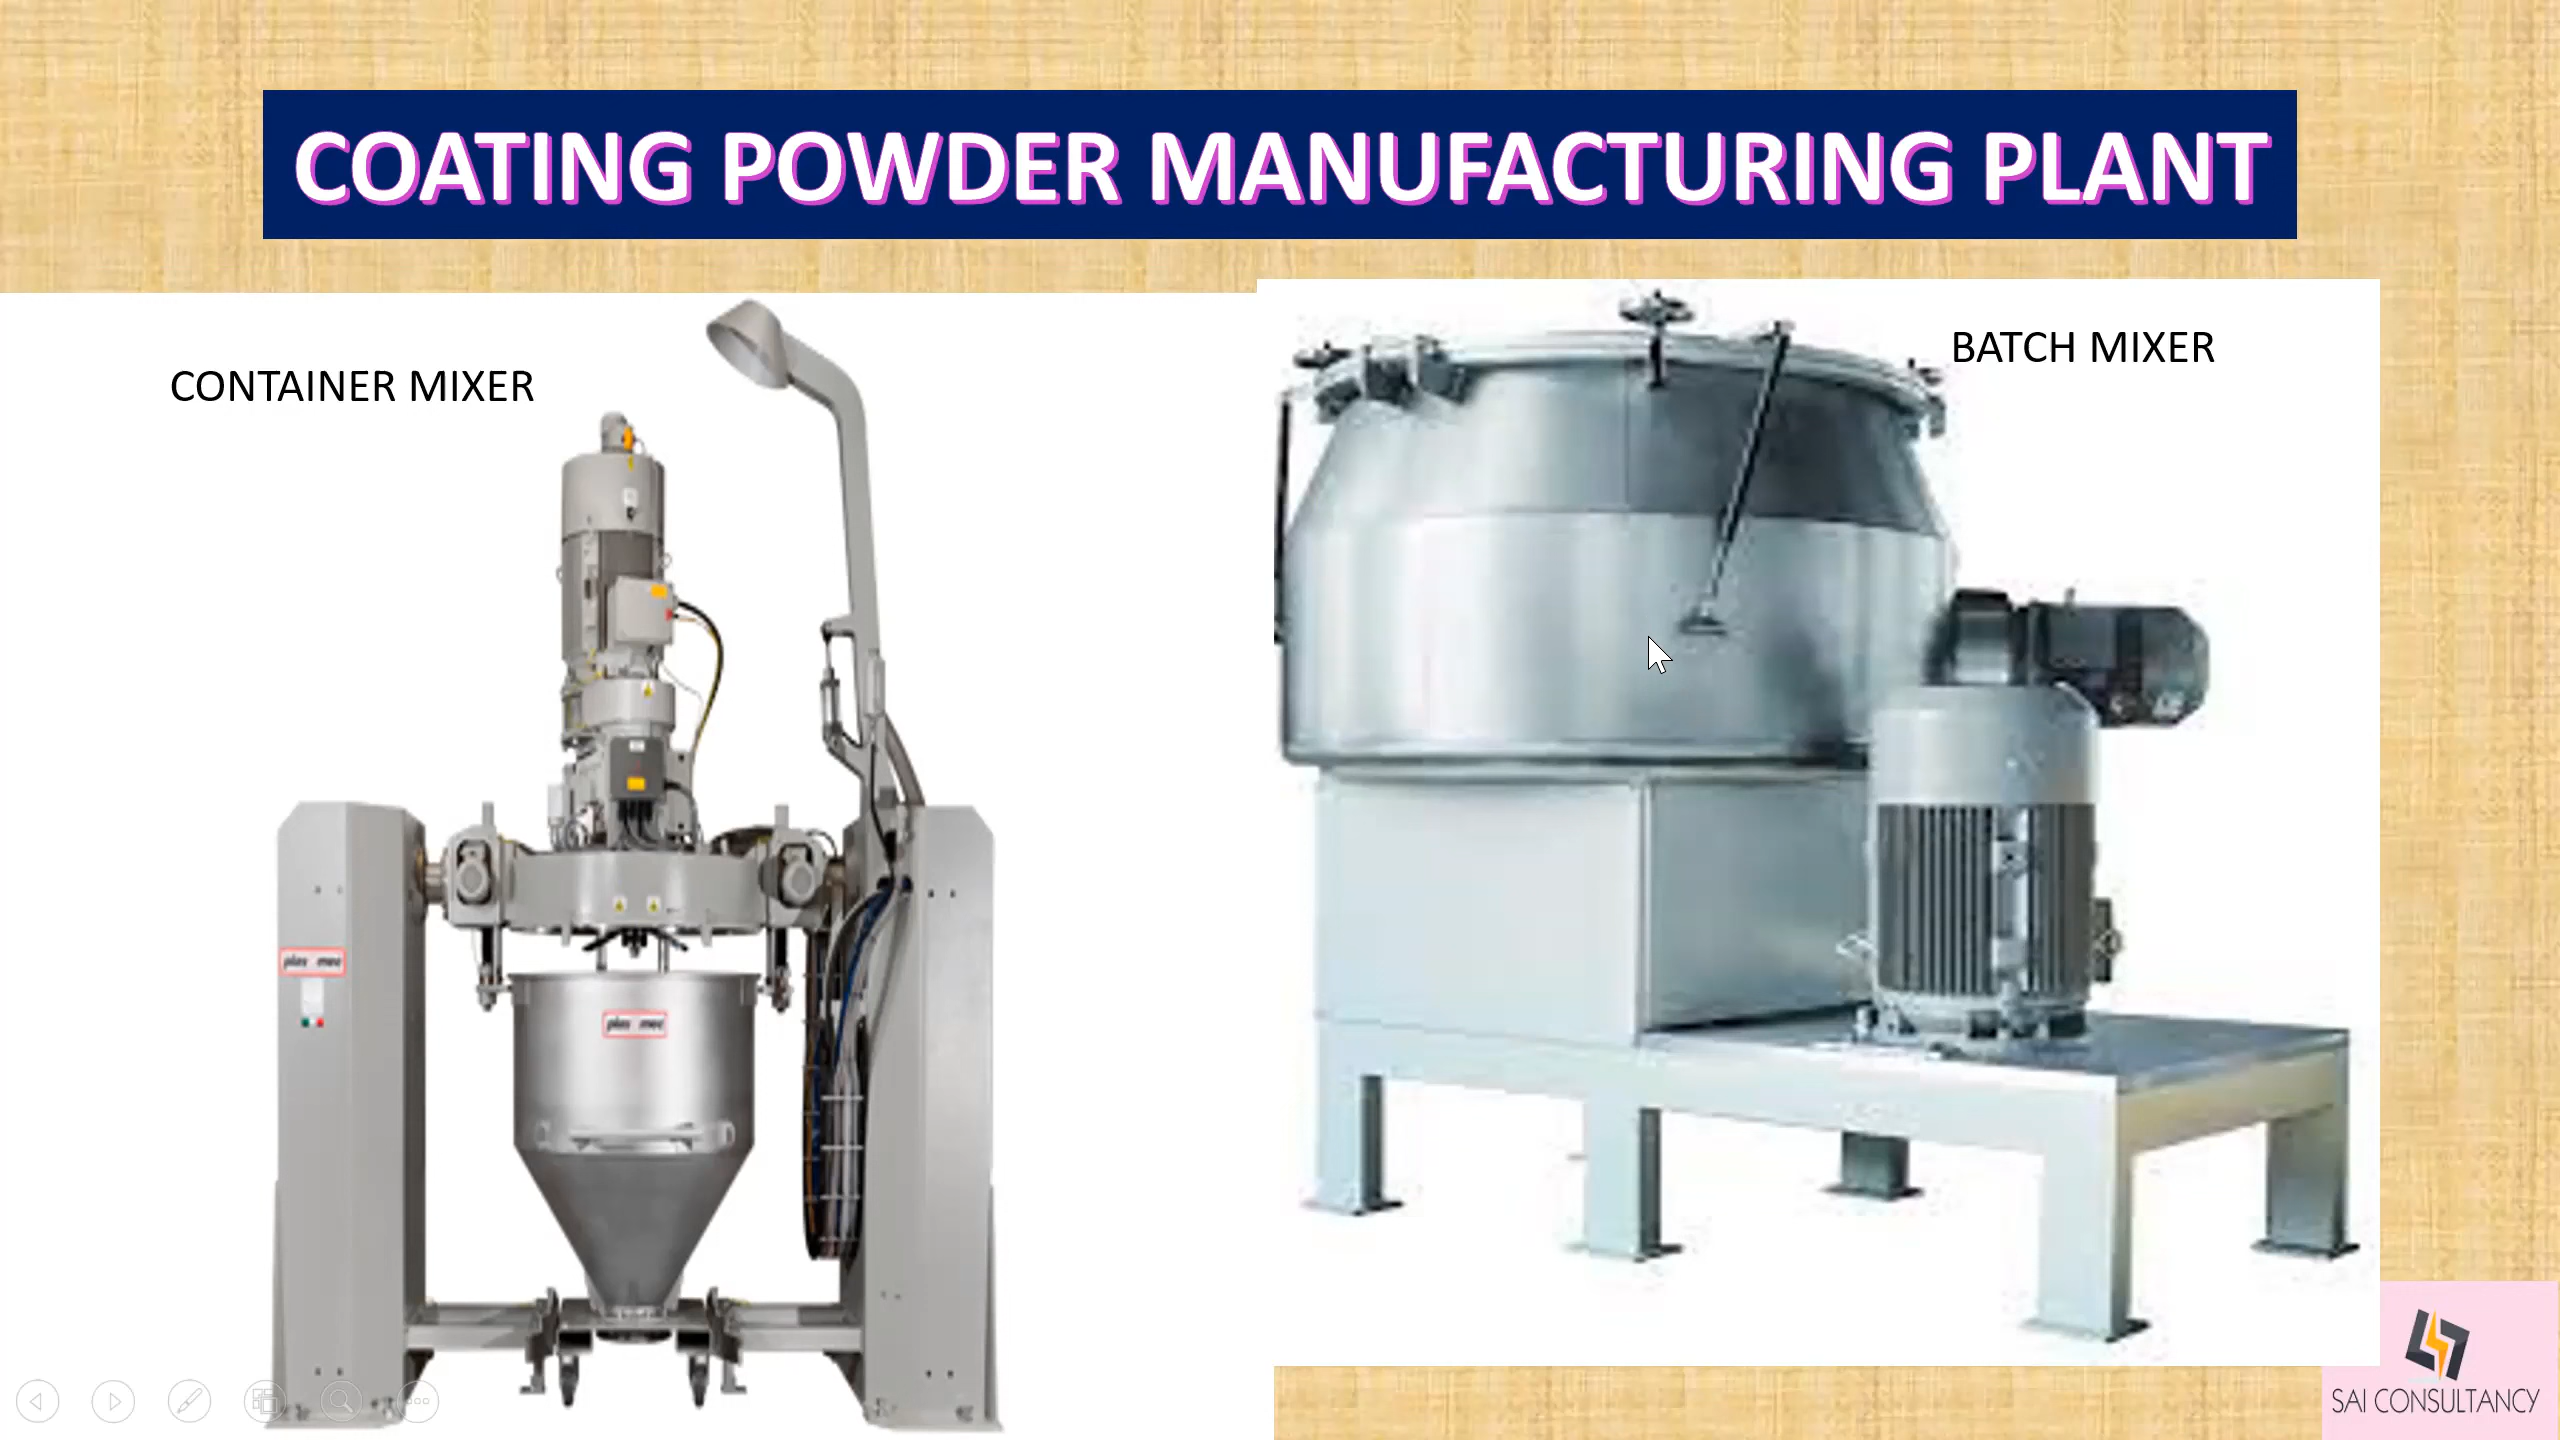 COATING POWDER MANUFACTURING PLANT
CONTAINER MIXER
BATCH MIXER
SAI CONSULTANCY